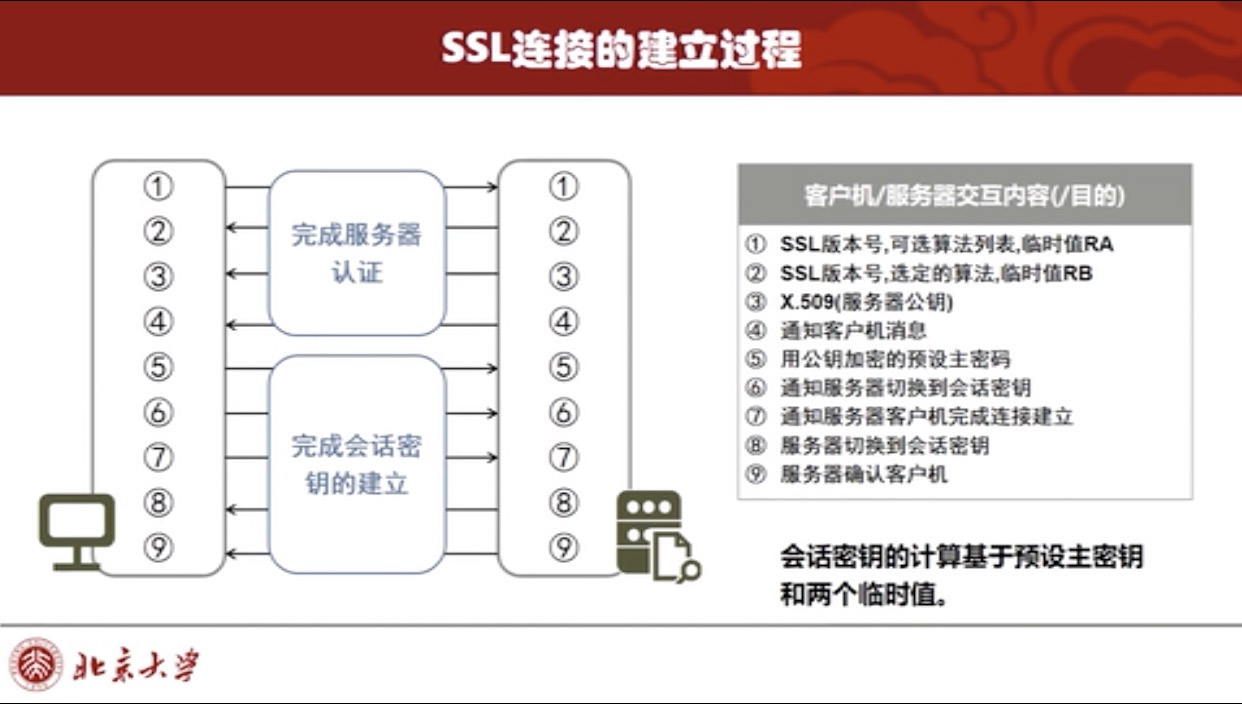 SSL连接的建立过程
①
②
③
④
⑤
⑥
⑦
⑧
⑨
完成服务器
认证
完成会话密
钥的建立
①
②
③
④
⑤
⑥
⑦
⑧
⑨
客户机/服务器交互内容(/目的)
① SSL版本号,可选算法列表,临时值RA
② SSL版本号,选定的算法,临时值RB
③ X.509(服务器公钥)
④ 通知客户机消息
⑤ 用公钥加密的预设主密码
⑥ 通知服务器切换到会话密钥
⑦ 通知服务器客户机完成连接建立
⑧ 服务器切换到会话密钥
⑨ 服务器确认客户机
会话密钥的计算基于预设主密钥
和两个临时值。
北京大学